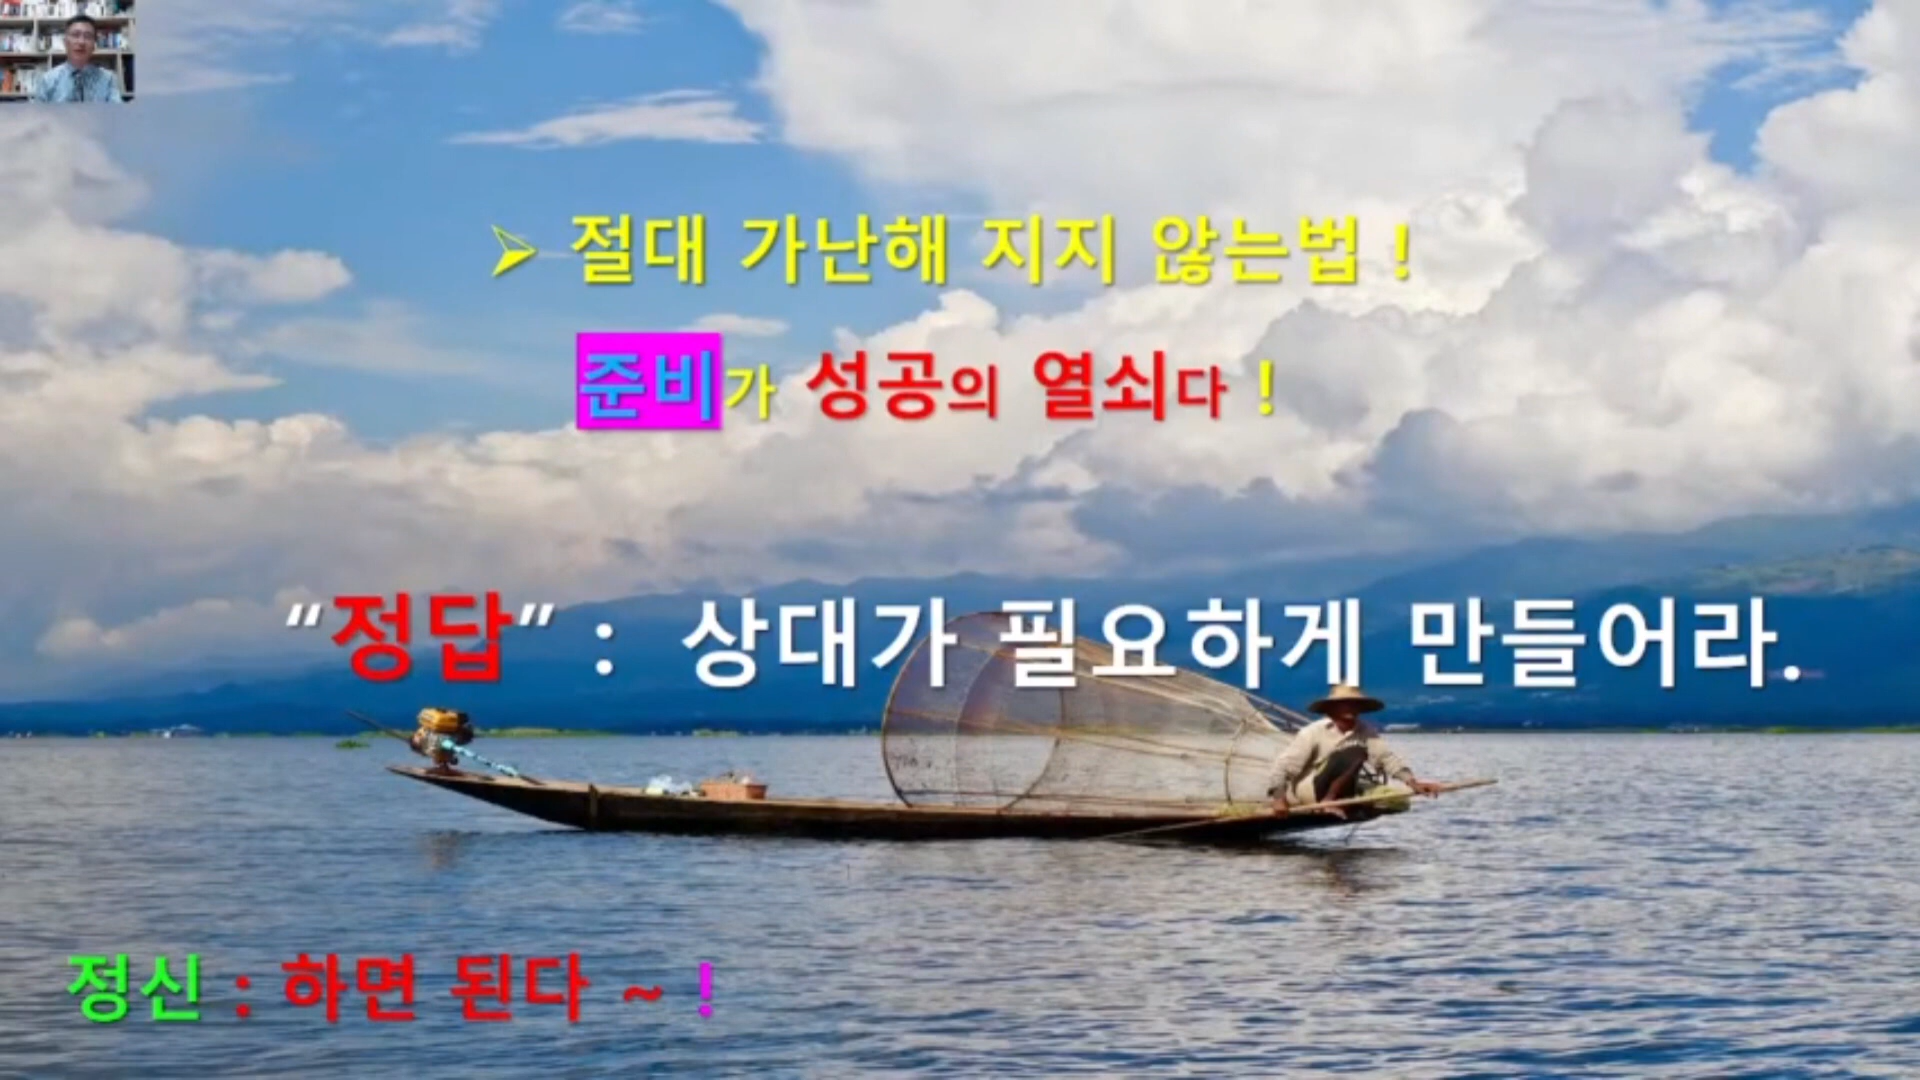 ➢ 절대 가난해 지지 않는법 !
준비가 성공의 열쇠다 !
“정답” : 상대가 필요하게 만들어라.
정신 : 하면 된다 ~ !